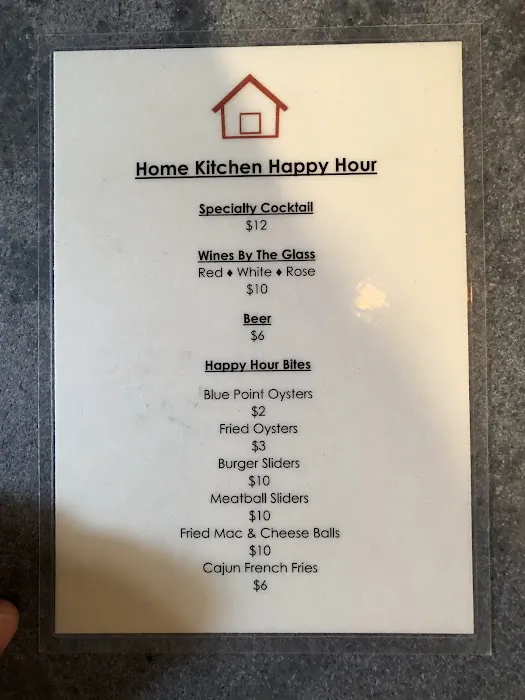 Home Kitchen Happy Hour
Specialty Cocktail
$12
Wines By The Glass
Red ♦ White ♦ Rose
$10
Beer
$6
Happy Hour Bites
Blue Point Oysters
$2
Fried Oysters
$3
Burger Sliders
$10
Meatball Sliders
$10
Fried Mac & Cheese Balls
$10
Cajun French Fries
$6